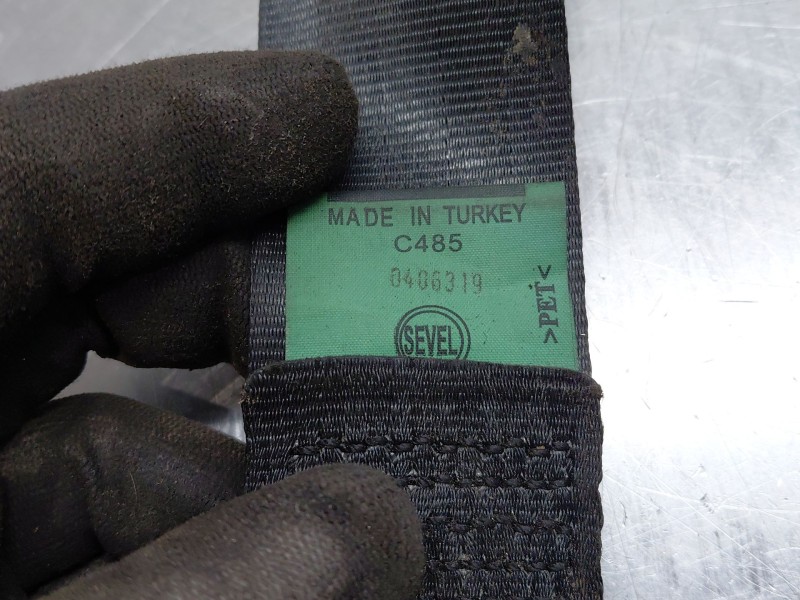 MADE IN TURKEY
C485
0406319
SEVEL
>PET<